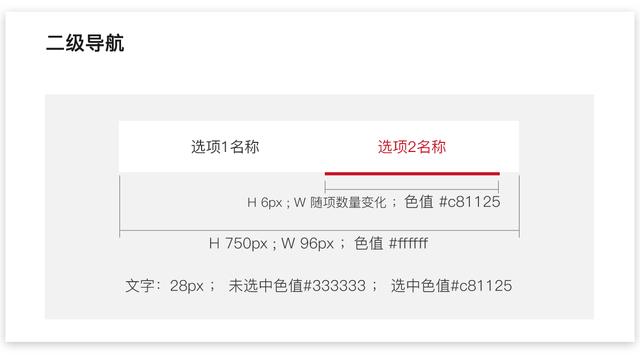 二级导航
选项1名称 选项2名称
H 6px ; W 随项数量变化 ; 色值 #c81125
H 750px ; W 96px ; 色值 #ffffff
文字：28px ; 未选中色值#333333 ; 选中色值#c81125